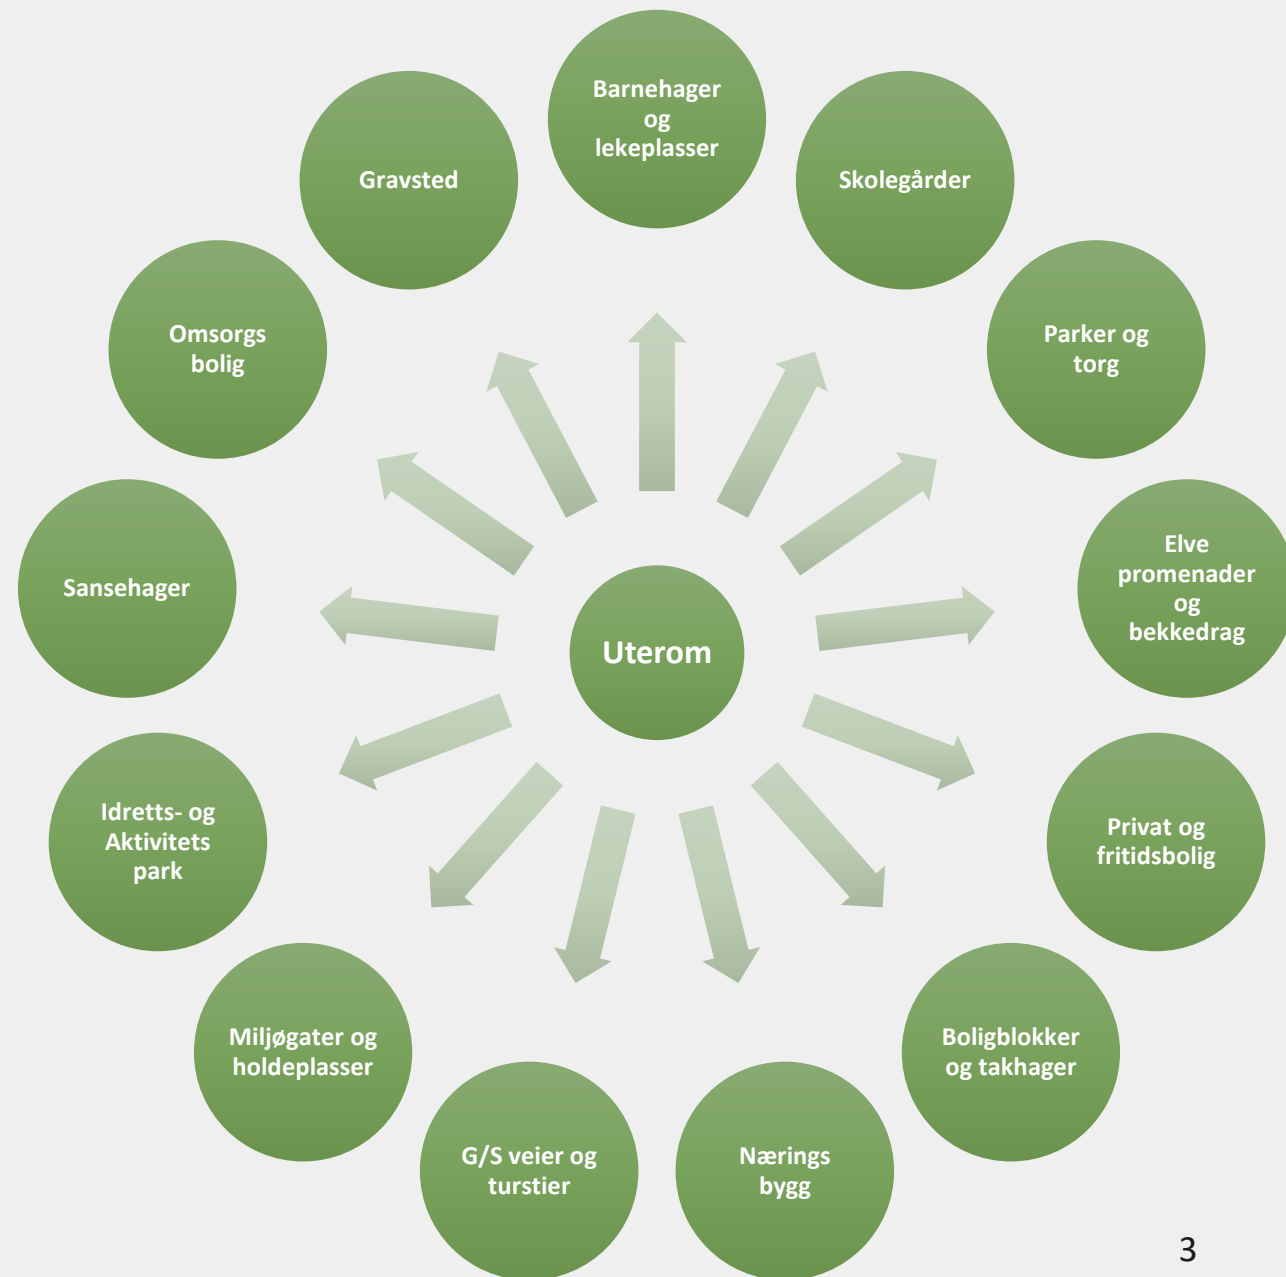 Barnehager
og
lekeplasser
Skolegårder
Parker og
torg
Elve
promenader
og
bekkedrag
Privat og
fritidsbolig
Boligblokker
og takhager
Nærings
bygg
G/S veier og
turstier
Miljøgater og
holdeplasser
Idretts- og
Aktivitets
park
Sansehager
Omsorgs
bolig
Gravsted
Uterom
3